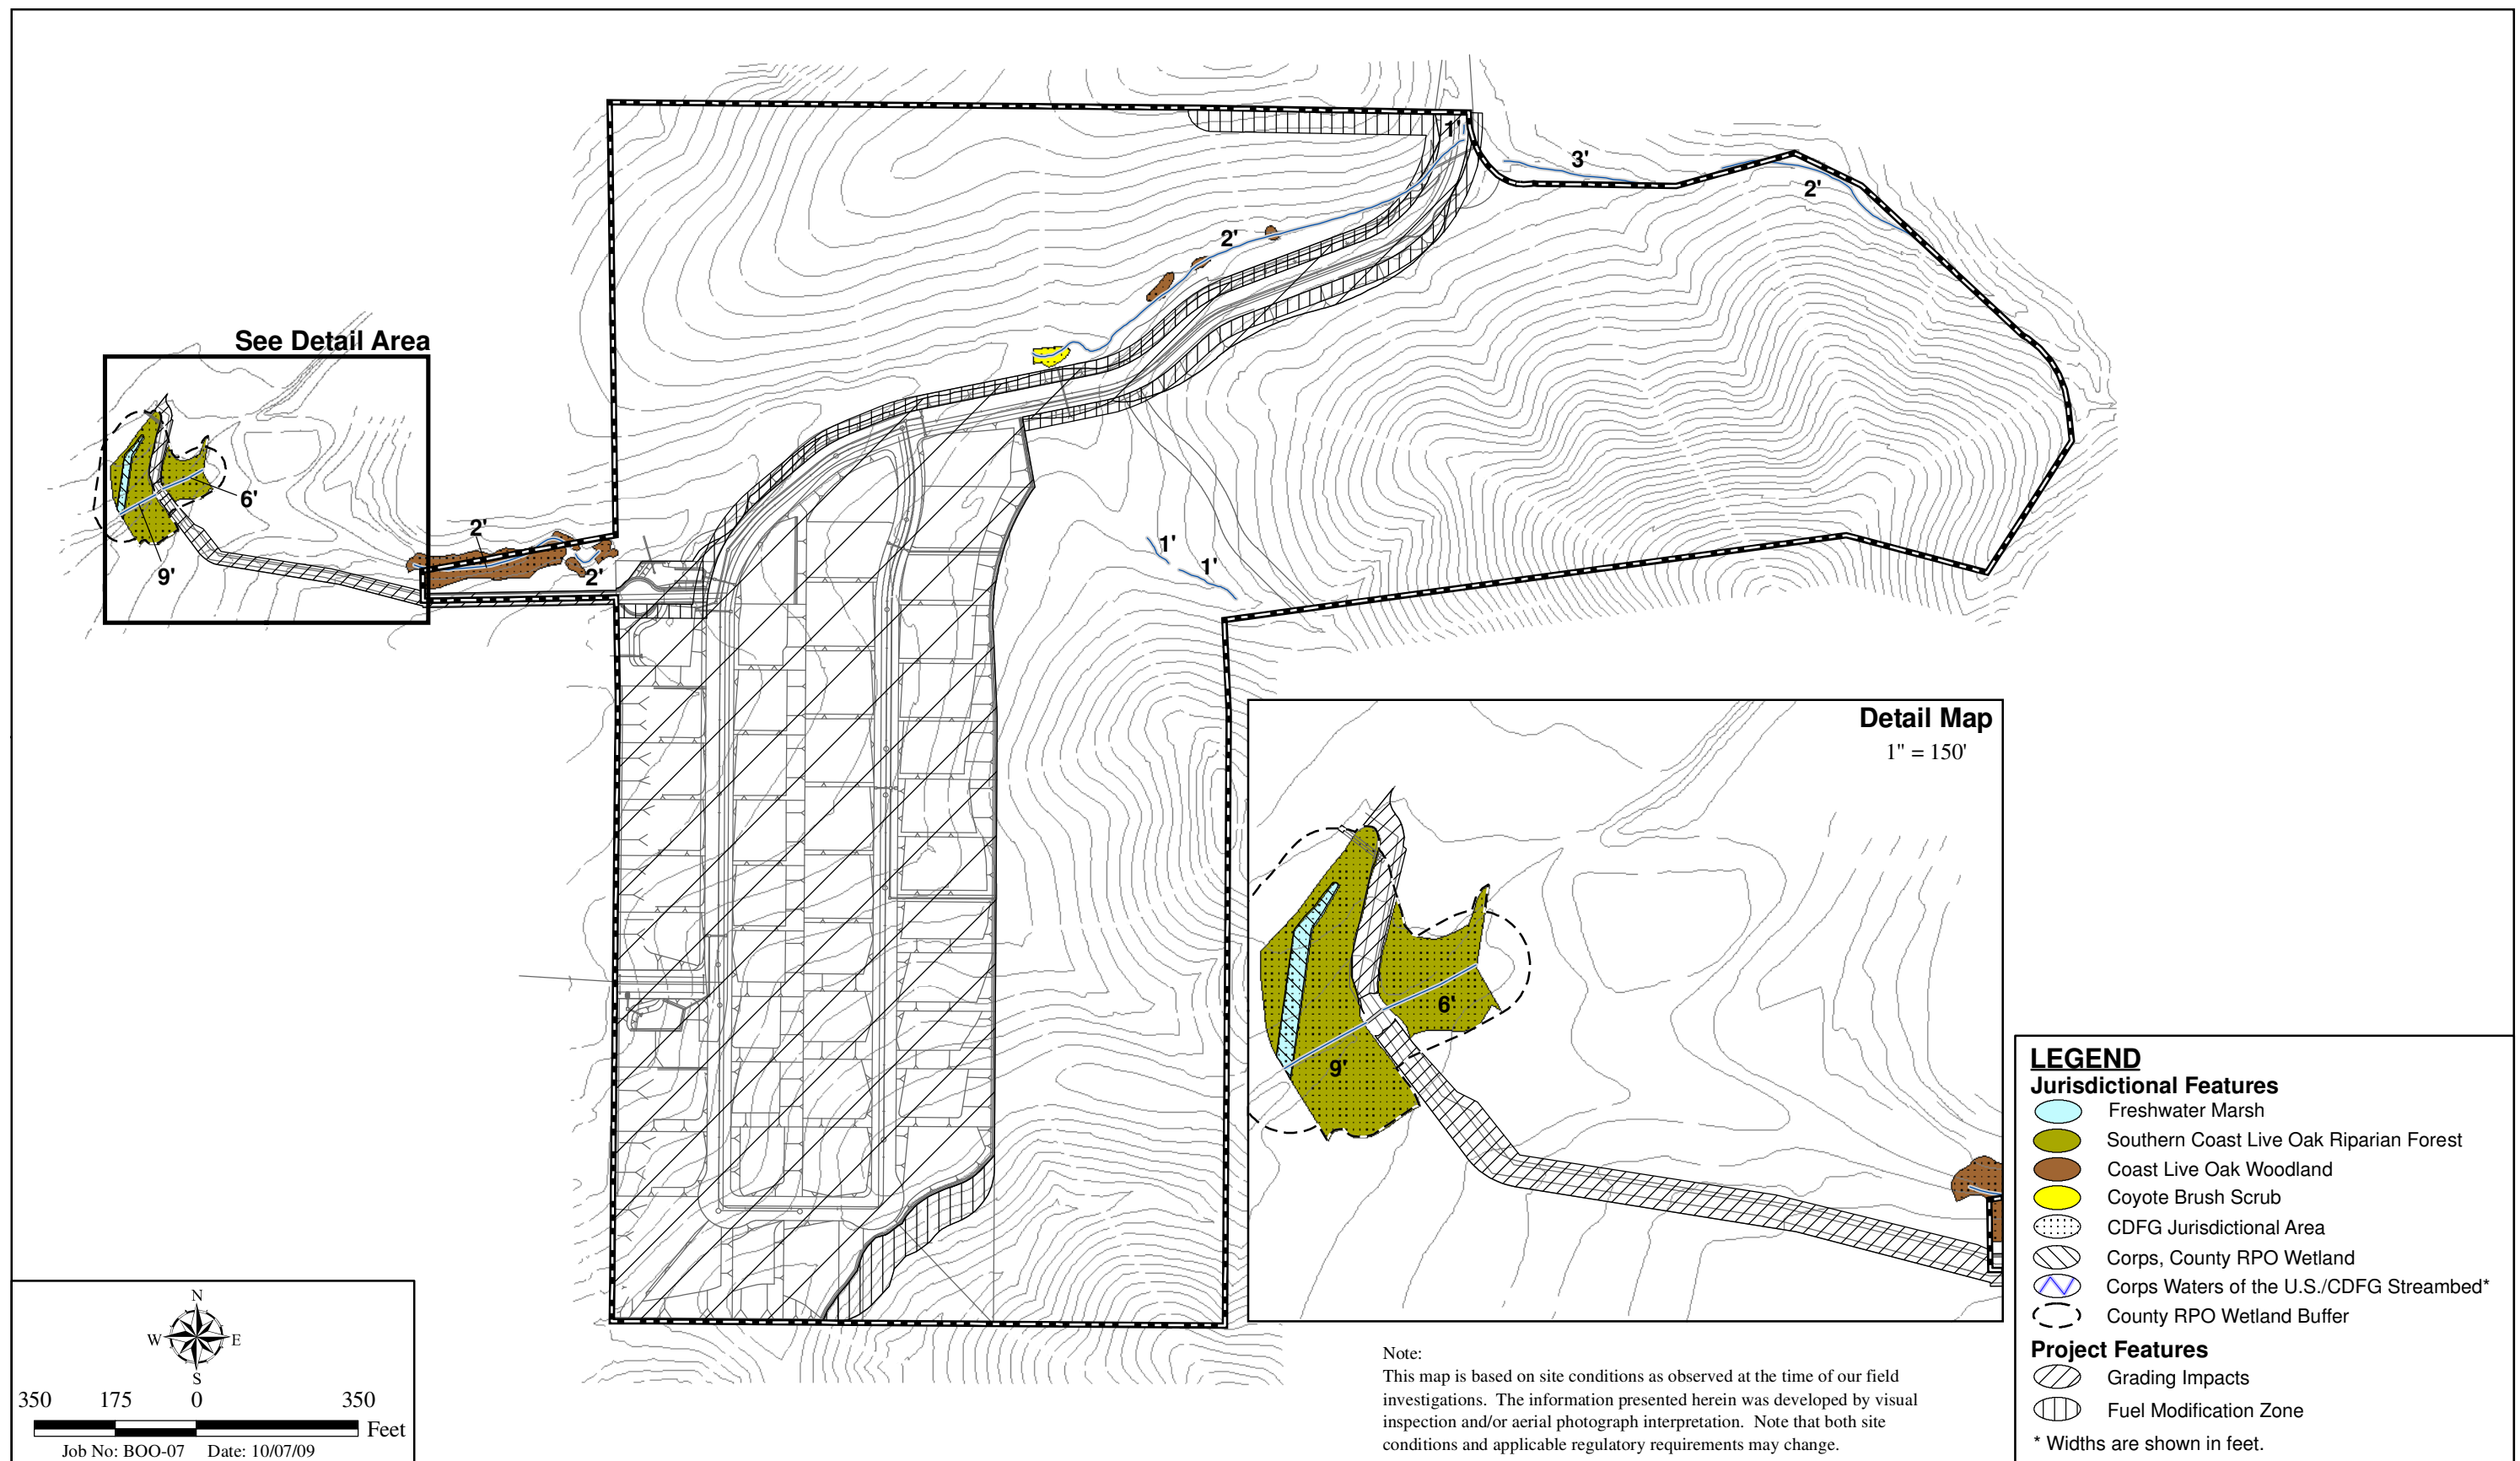 1'
3'
2'
2'
See Detail Area
6'
2'
9'
2'
1'
1'
Detail Map
1" = 150'
6'
9'
LEGEND
Jurisdictional Features
Freshwater Marsh
Southern Coast Live Oak Riparian Forest
Coast Live Oak Woodland
Coyote Brush Scrub
CDFG Jurisdictional Area
Corps, County RPO Wetland
Corps Waters of the U.S./CDFG Streambed*
County RPO Wetland Buffer
Project Features
Grading Impacts
Fuel Modification Zone
* Widths are shown in feet.
N
W E
S
350 175 0 350
Feet
Job No: BOO-07 Date: 10/07/09
Note:
This map is based on site conditions as observed at the time of our field
investigations. The information presented herein was developed by visual
inspection and/or aerial photograph interpretation. Note that both site
conditions and applicable regulatory requirements may change.